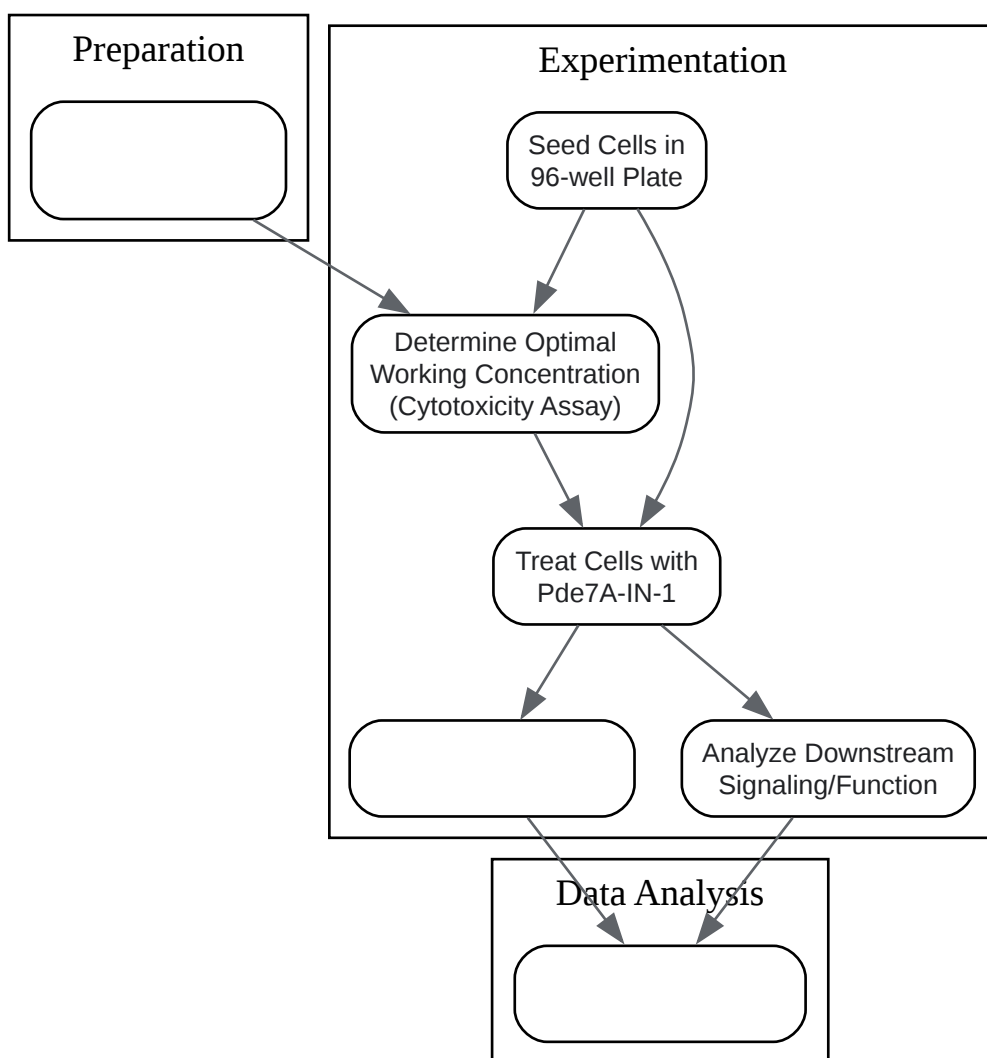 Preparation
Experimentation
Seed Cells in
96-well Plate
Determine Optimal
Working Concentration
(Cytotoxicity Assay)
Treat Cells with
Pde7A-IN-1
Analyze Downstream
Signaling/Function
Data Analysis